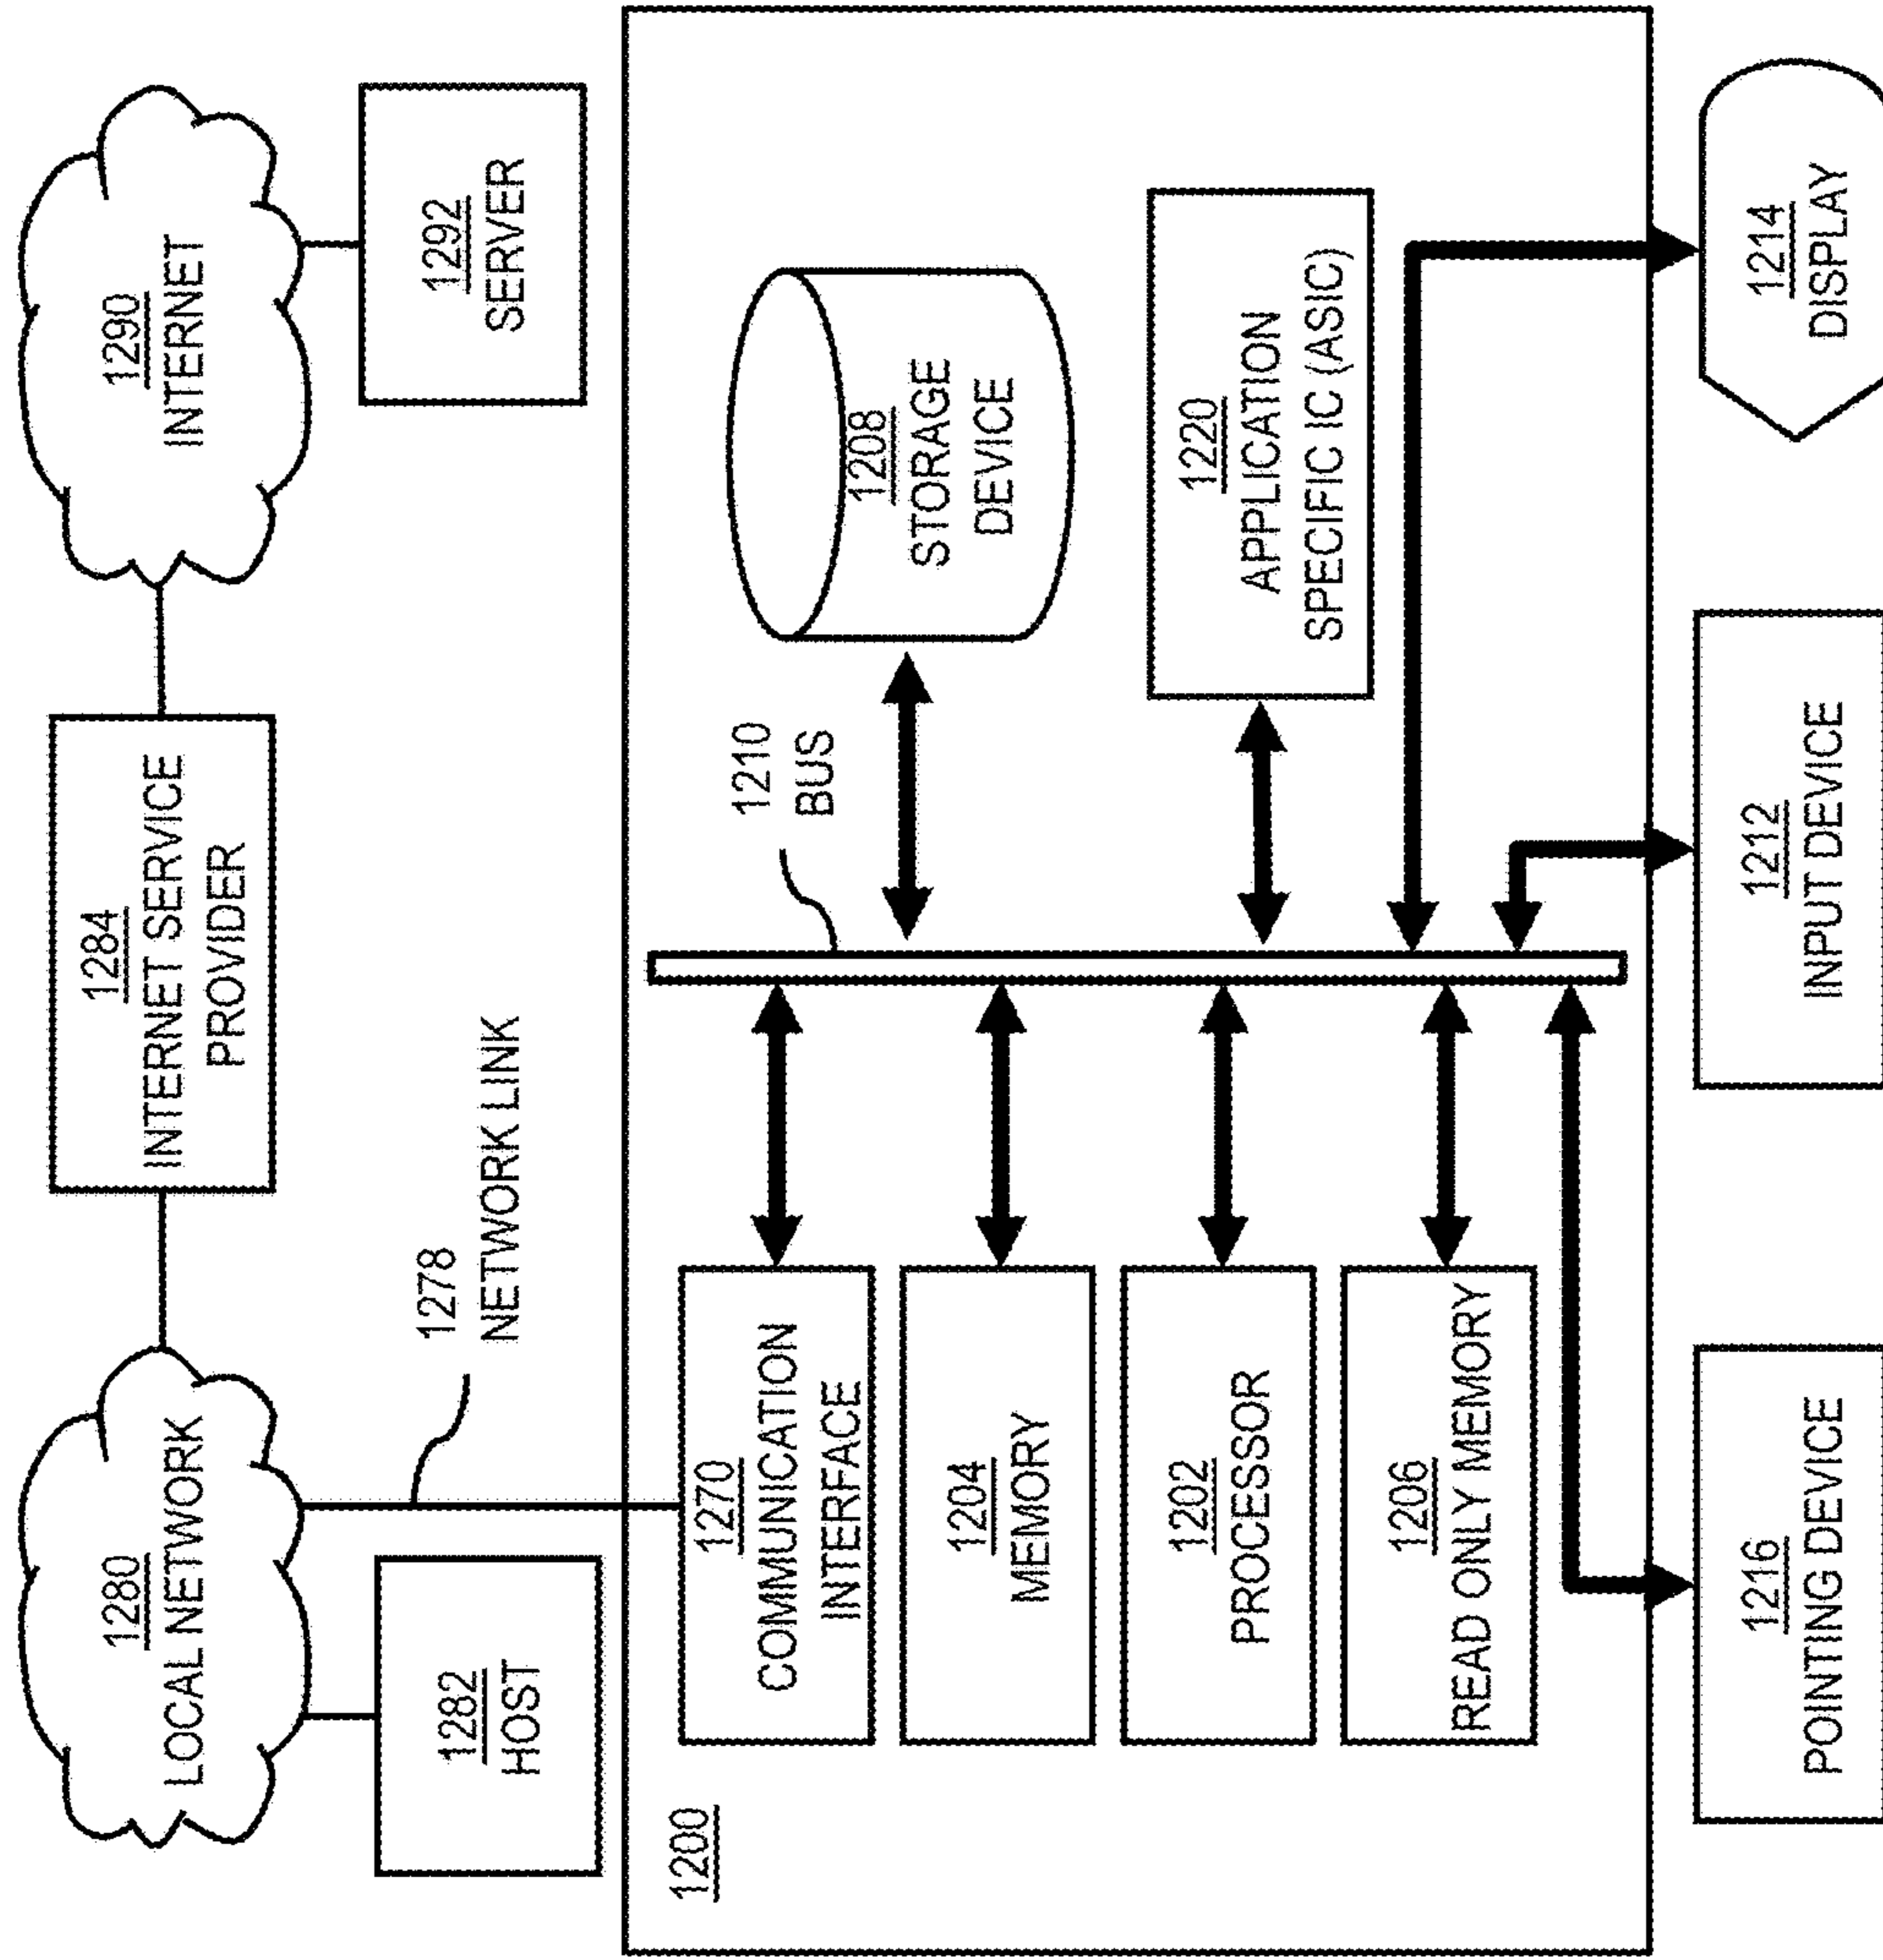 1280
LOCAL NETWORK
1284
INTERNET SERVICE
PROVIDER
1290
INTERNET
1282
HOST
1278
NETWORK LINK
1292
SERVER
1200
1270
COMMUNICATION
INTERFACE
1204
MEMORY
1202
PROCESSOR
1206
READ ONLY MEMORY
1210
BUS
1208
STORAGE
DEVICE
1220
APPLICATION
SPECIFIC IC (ASIC)
1216
POINTING DEVICE
1212
INPUT DEVICE
1214
DISPLAY